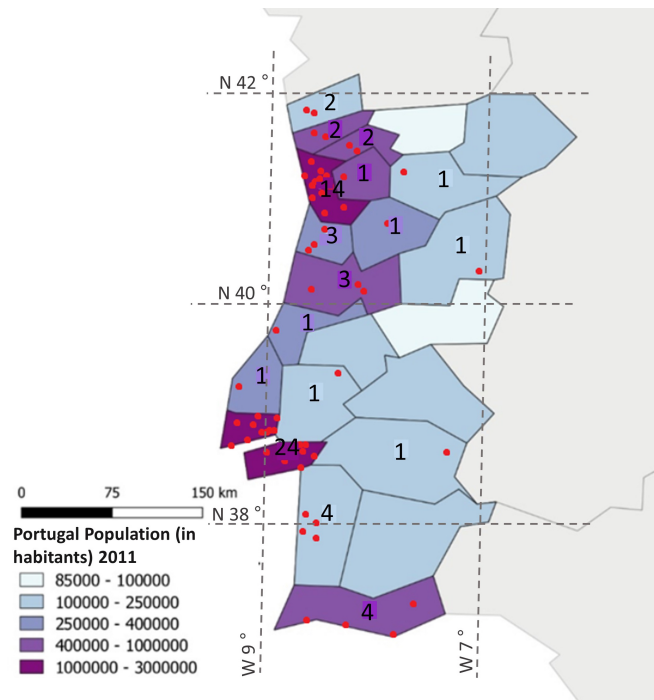 N 42 °
2
2
2
1
1
14
1
3
1
3
N 40 °
1
1
1
24
1
0 75 150 km
4
N 38 °
Portugal Population (in
habitants) 2011
85000 - 100000
100000 - 250000
250000 - 400000
400000 - 1000000
1000000 - 3000000
4
W 9 °
W 7 °